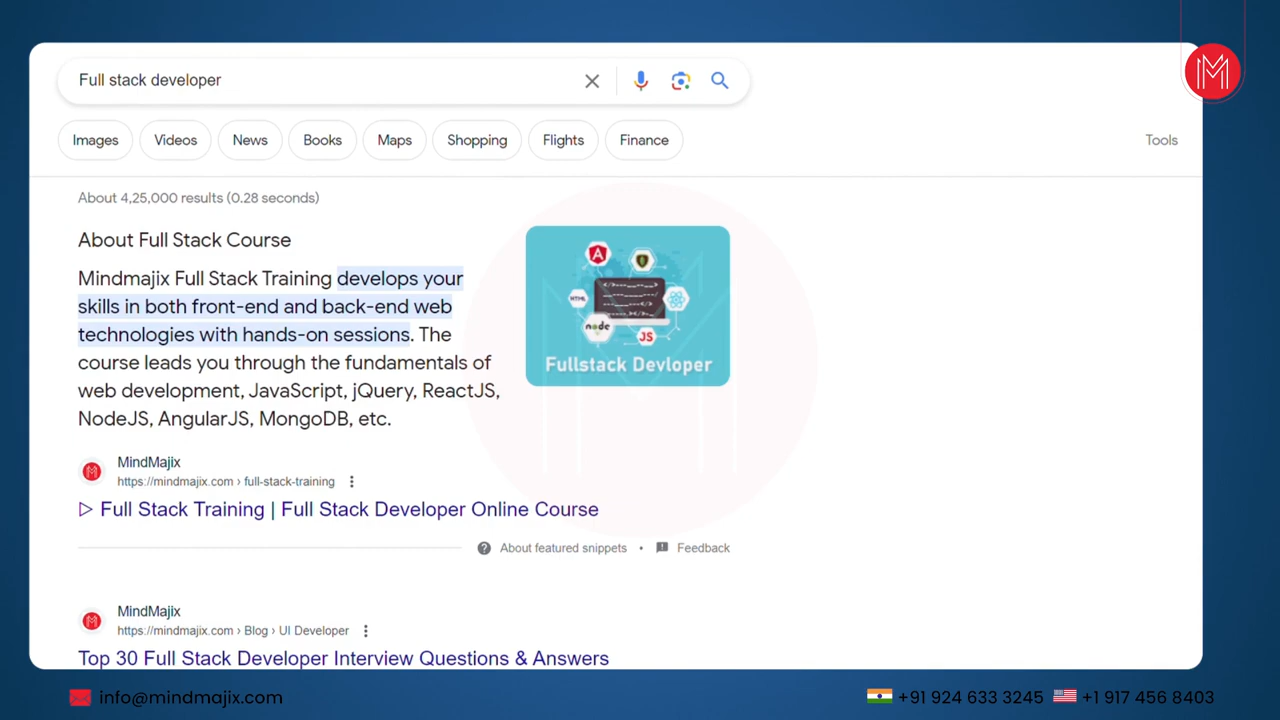 Full stack developer
Images
Videos
News
Books
Maps
Shopping
Flights
Finance
Tools
About 4,25,000 results (0.28 seconds)
About Full Stack Course
Mindmajix Full Stack Training develops your
skills in both front-end and back-end web
technologies with hands-on sessions. The
course leads you through the fundamentals of
web development, JavaScript, jQuery, ReactJS,
NodeJS, AngularJS, MongoDB, etc.
A
HTML
node
JS
Fullstack Devloper
MindMajix
https://mindmajix.com › full-stack-training
▷ Full Stack Training | Full Stack Developer Online Course
About featured snippets • Feedback
MindMajix
https://mindmajix.com › Blog › UI Developer
Top 30 Full Stack Developer Interview Questions & Answers
info@mindmajix.com
+91 924 633 3245
+1 917 456 8403